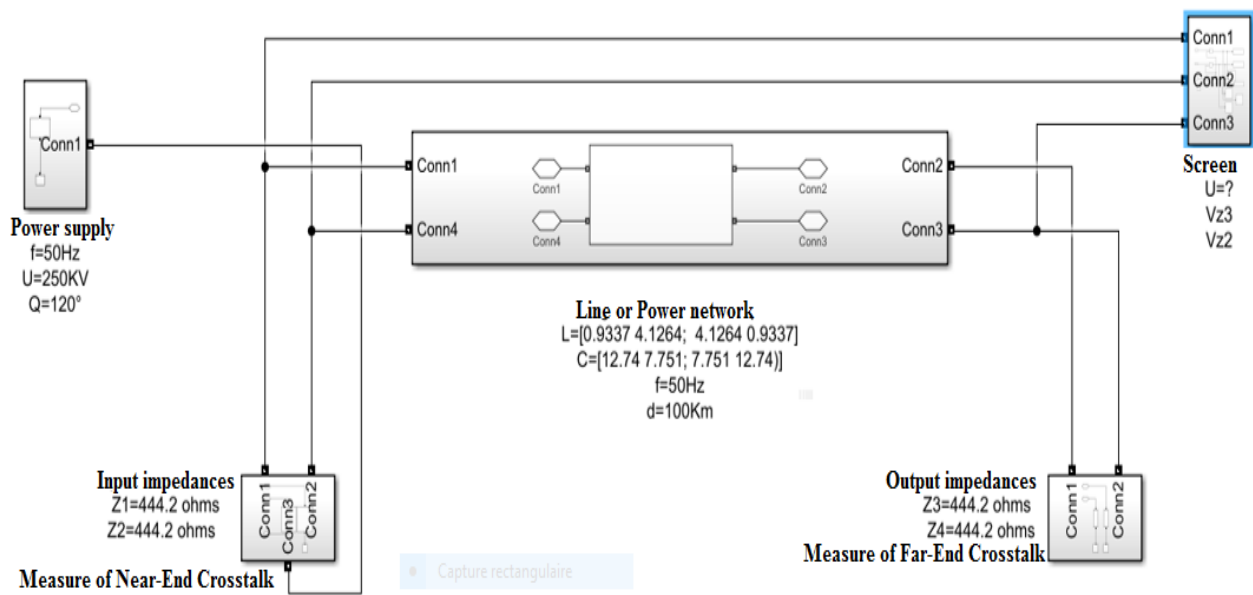 Conn1
Power supply
f=50Hz
U=250KV
Q=120°
Conn1
Conn4
Conn1
Conn4
Conn2
Conn3
Conn2
Conn3
Line or Power network
L=[0.9337 4.1264;  4.1264 0.9337]
C=[12.74 7.751; 7.751 12.74)]
f=50Hz
d=100Km
Conn1
Conn2
Conn3
Screen
U=?
Vz3
Vz2
Input impedances
Z1=444.2 ohms
Z2=444.2 ohms
Conn1
Conn3
Conn2
Measure of Near-End Crosstalk
Capture rectangulaire
Output impedances
Z3=444.2 ohms
Z4=444.2 ohms
Conn1
Conn2
Measure of Far-End Crosstalk